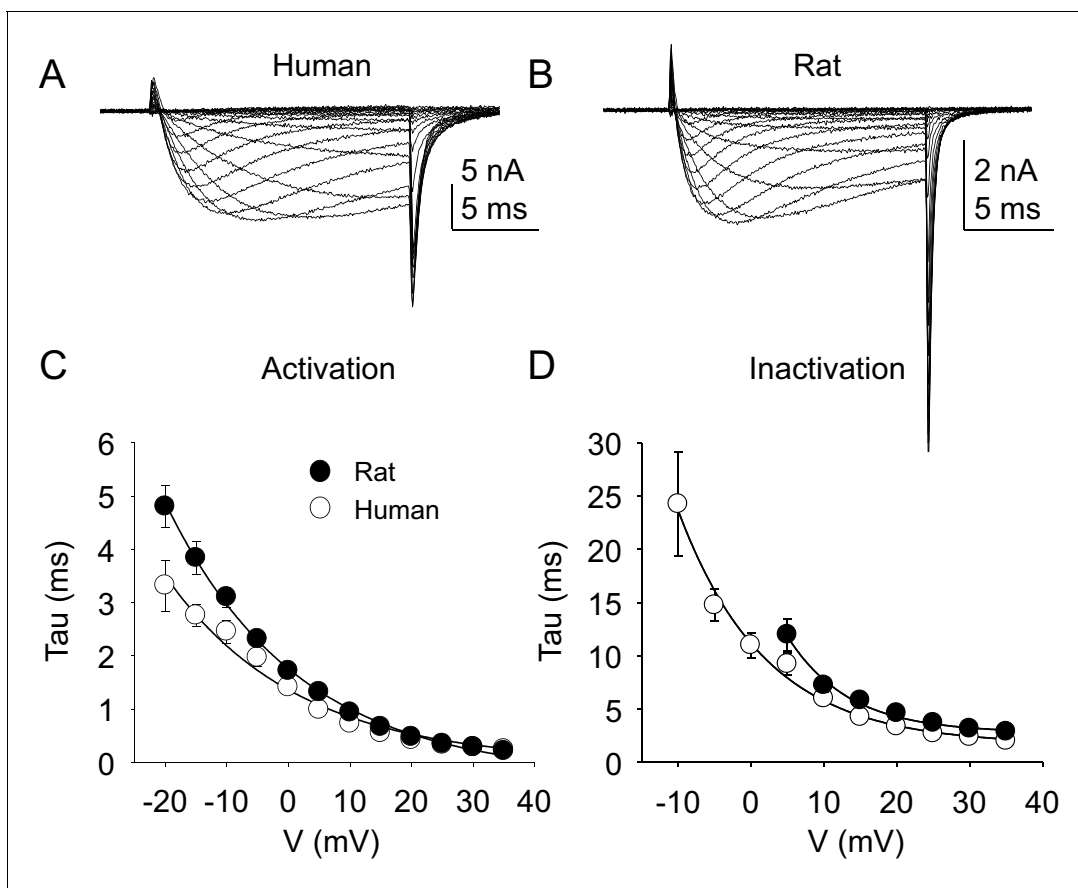 A
Human
B
Rat
5 nA
5 ms
2 nA
5 ms
C
Activation
D
Inactivation
Tau (ms)
6
5
4
3
2
1
0
Rat
Human
-20 -10 0 10 20 30 40
V (mV)
Tau (ms)
30
25
20
15
10
5
0
-10 0 10 20 30 40
V (mV)